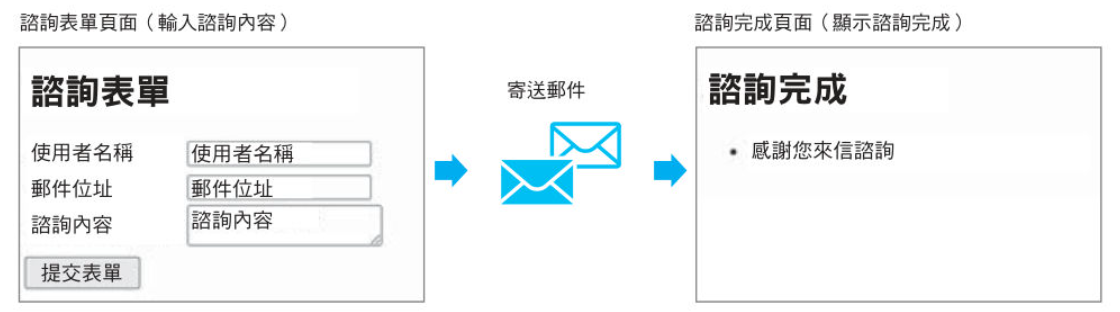 諮詢表單頁面（輸入諮詢內容）
諮詢表單
使用者名稱 使用者名稱
郵件位址 郵件位址
諮詢內容 諮詢內容
提交表單
寄送郵件
諮詢完成頁面（顯示諮詢完成）
諮詢完成
• 感謝您來信諮詢